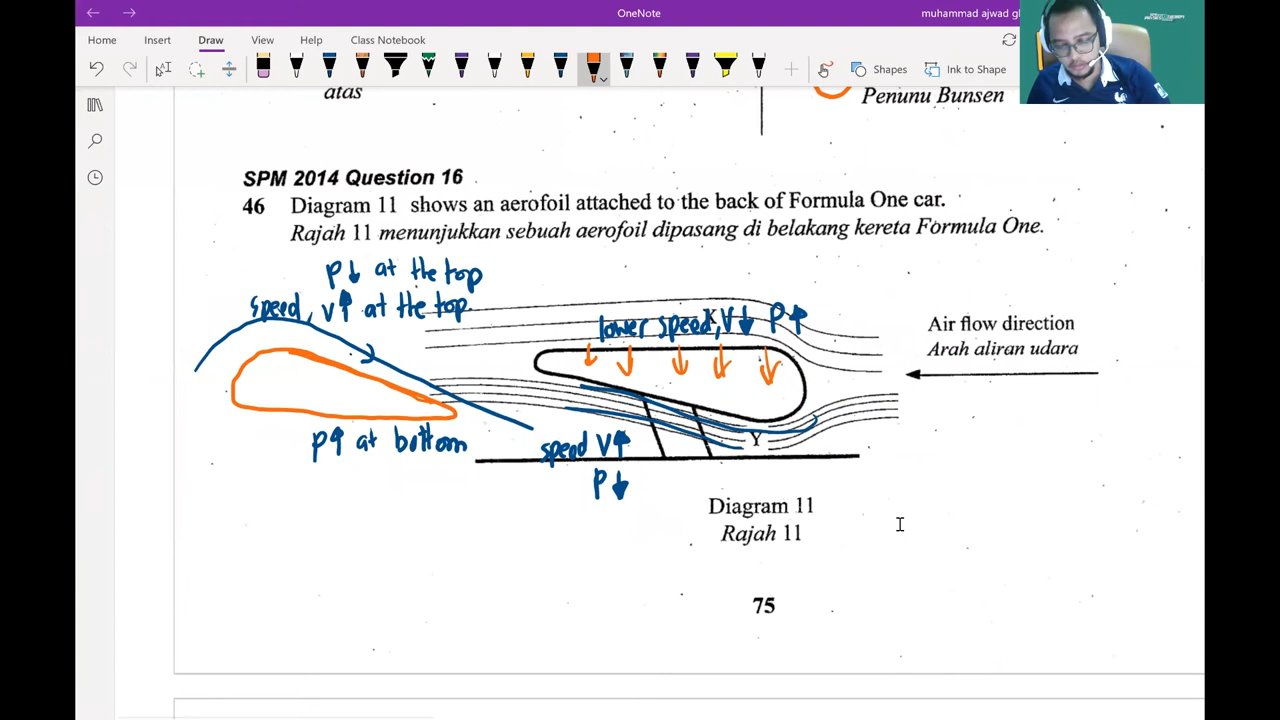 OneNote
muhammad ajwad gh
Home Insert Draw View Help Class Notebook
Shapes
Ink to Shape
atas
Penunu Bunsen
SPM 2014 Question 16
46 Diagram 11 shows an aerofoil attached to the back of Formula One car.
Rajah 11 menunjukkan sebuah aerofoil dipasang di belakang kereta Formula One.
P↓ at the top
speed, v↑ at the top.
X
lower speed, V↓ P↑
Air flow direction
Arah aliran udara
P↑ at bottom
speed V↑
Y
P↓
Diagram 11
Rajah 11
75